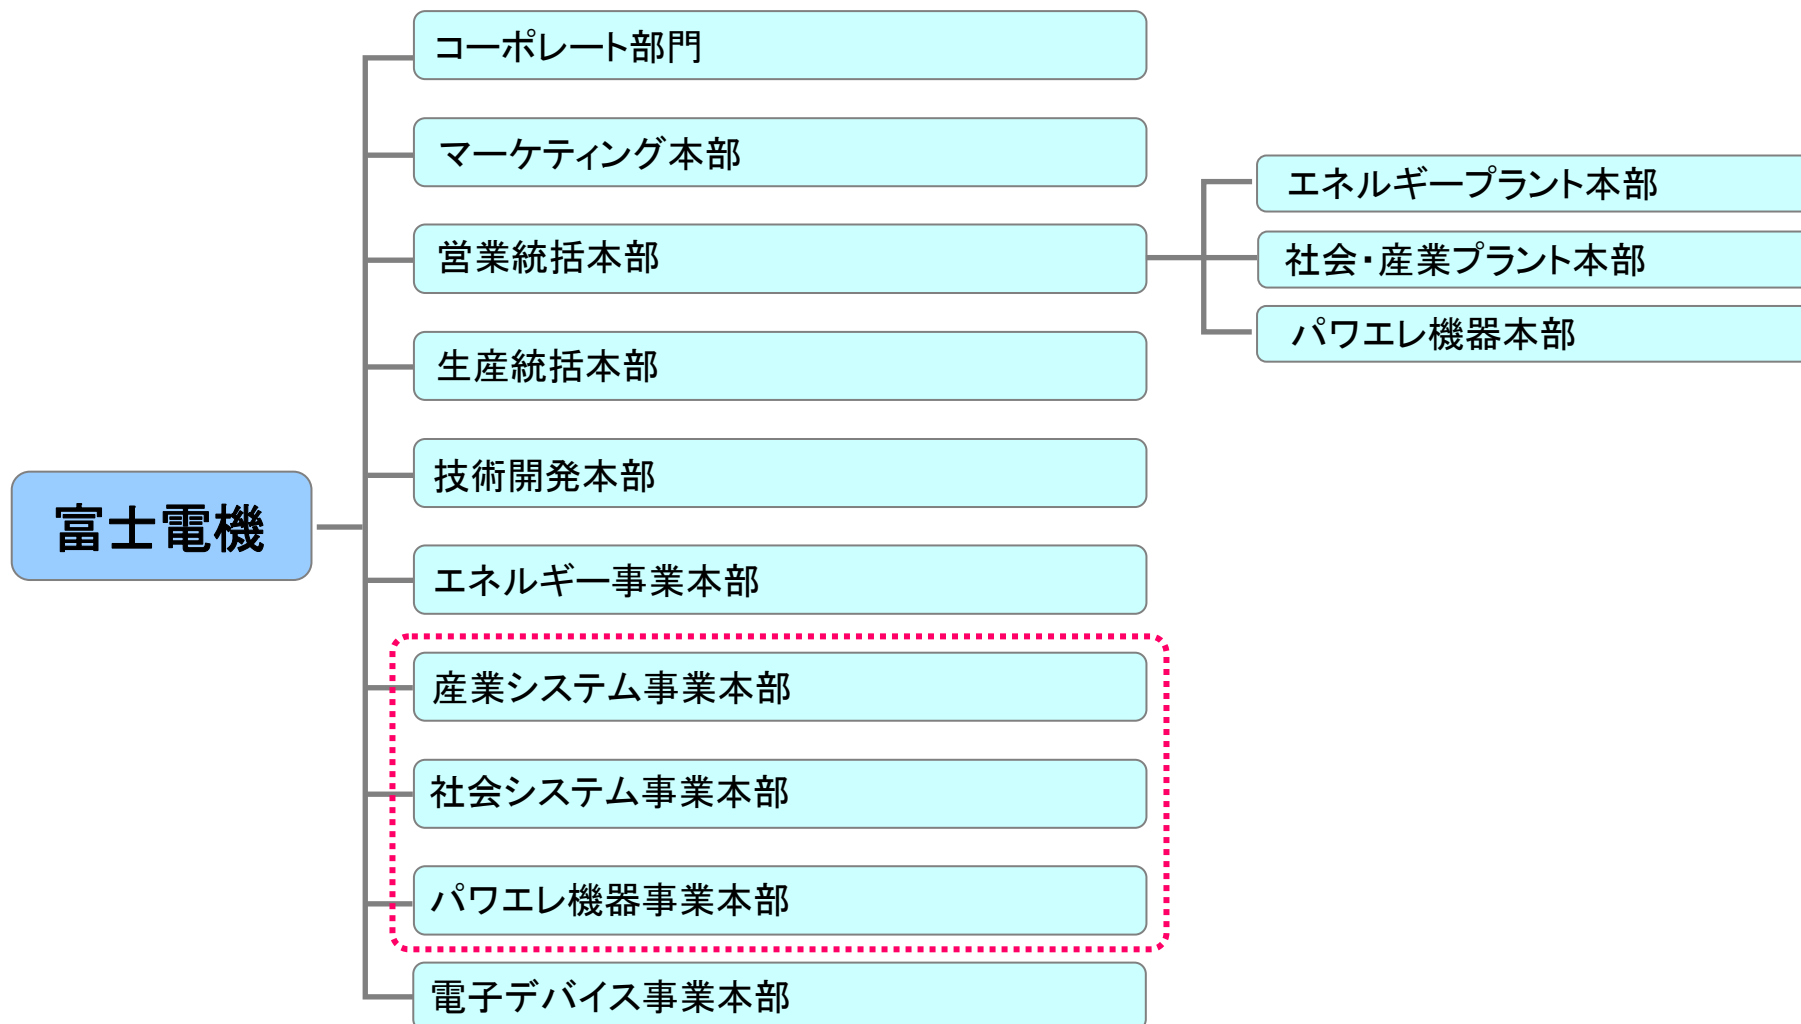 富士電機
コーポレート部門
マーケティング本部
営業統括本部
エネルギープラント本部
社会・産業プラント本部
パワエレ機器本部
生産統括本部
技術開発本部
エネルギー事業本部
産業システム事業本部
社会システム事業本部
パワエレ機器事業本部
電子デバイス事業本部